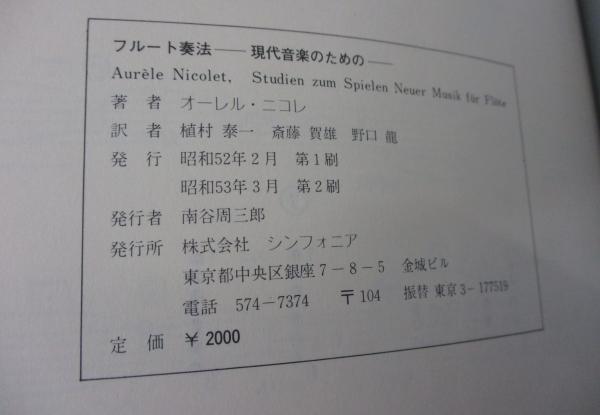 フルート奏法 —— 現代音楽のための ——
Aurèle Nicolet, Studien zum Spielen Neuer Musik für Flöte
著 者 オーレル・ニコレ
訳 者 植村 泰一 斎藤 賀雄 野口 龍
発 行 昭和52年2月 第1刷
昭和53年3月 第2刷
発行者 南谷周三郎
発行所 株式会社 シンフォニア
東京都中央区銀座7-8-5 金城ビル
電話 574-7374 〒104 振替 東京3-177519
定 価 ¥2000